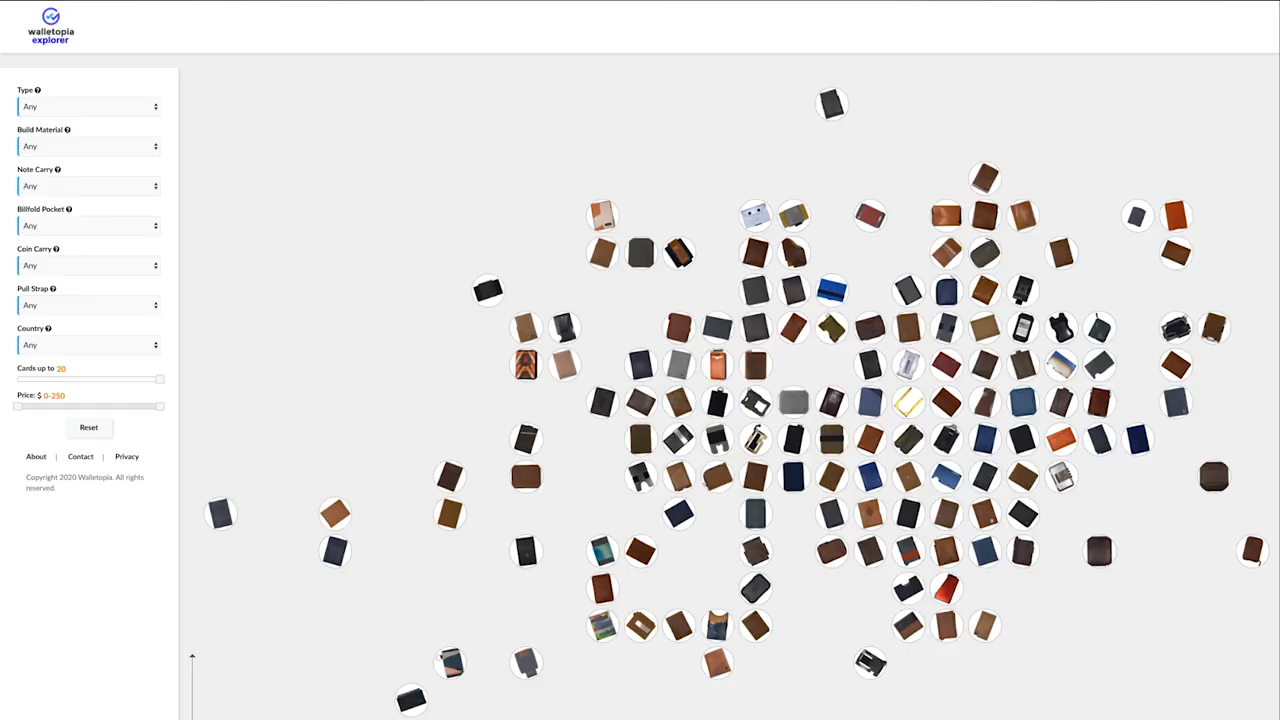 walletopia
explorer
Type
Any
Build Material
Any
Note Carry
Any
Billfold Pocket
Any
Coin Carry
Any
Pull Strap
Any
Country
Any
Cards up to 20
Price: $ 0-250
Reset
About | Contact | Privacy
Copyright 2020 Walletopia. All rights
reserved.